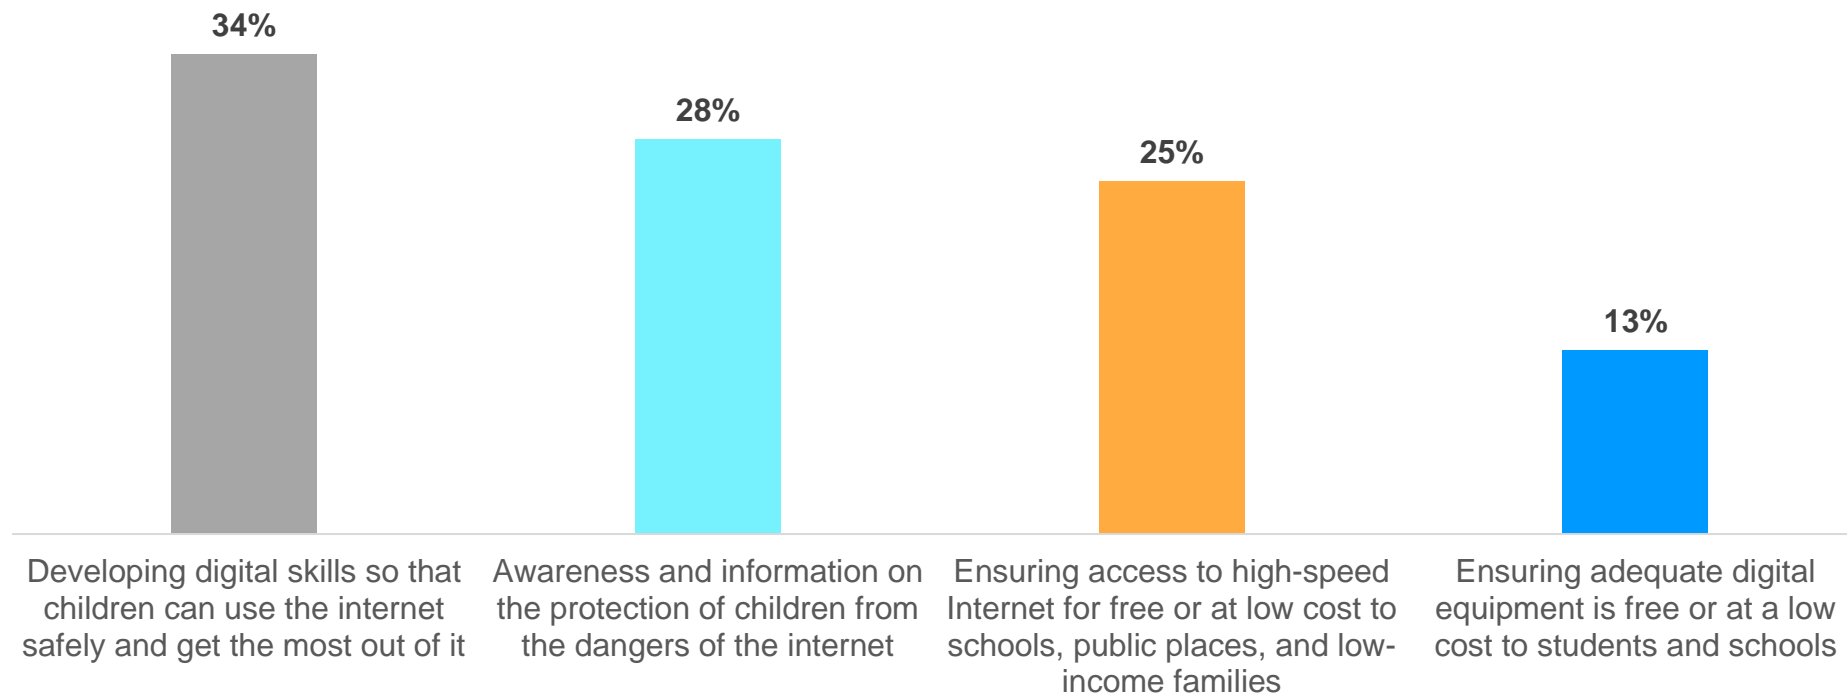 34%
28%
25%
13%
Developing digital skills so that
children can use the internet
safely and get the most out of it
Awareness and information on
the protection of children from
the dangers of the internet
Ensuring access to high-speed
Internet for free or at low cost to
schools, public places, and low-
income families
Ensuring adequate digital
equipment is free or at a low
cost to students and schools